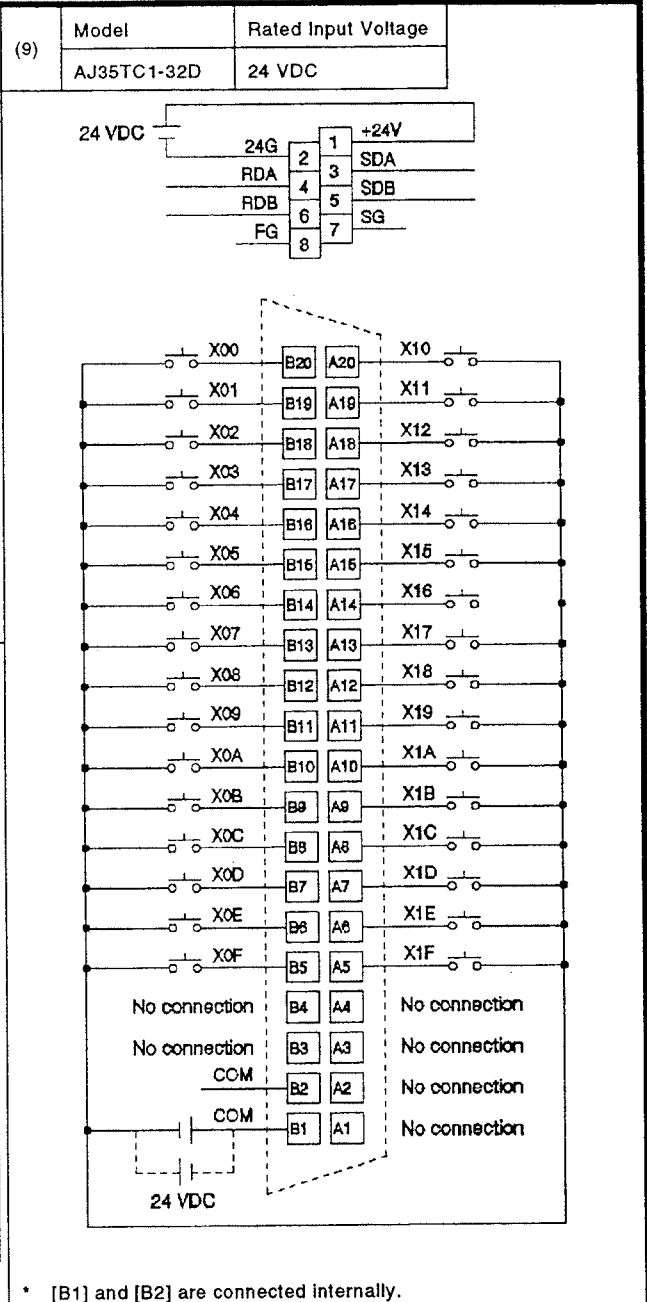 (9) Model Rated Input Voltage
AJ35TC1-32D 24 VDC
24 VDC
1 +24V
24G 2
3 SDA
RDA 4
5 SDB
RDB 6
7 SG
FG 8
X00 B20 A20 X10
X01 B19 A19 X11
X02 B18 A18 X12
X03 B17 A17 X13
X04 B16 A16 X14
X05 B15 A15 X15
X06 B14 A14 X16
X07 B13 A13 X17
X08 B12 A12 X18
X09 B11 A11 X19
X0A B10 A10 X1A
X0B B9 A9 X1B
X0C B8 A8 X1C
X0D B7 A7 X1D
X0E B6 A6 X1E
X0F B5 A5 X1F
No connection B4 A4 No connection
No connection B3 A3 No connection
COM B2 A2 No connection
COM B1 A1 No connection
24 VDC
* [B1] and [B2] are connected internally.